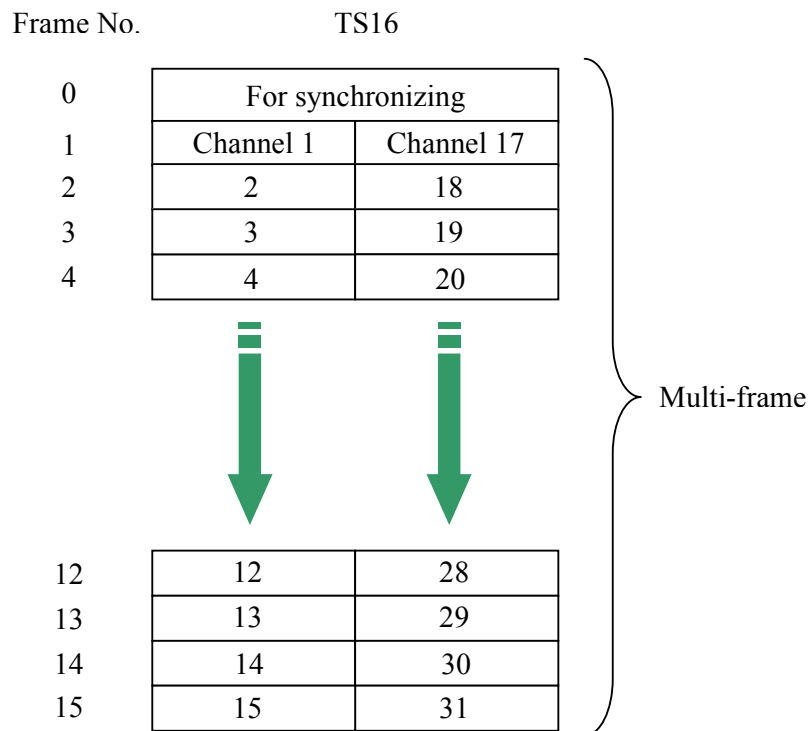 Frame No. TS16
0 For synchronizing
1 Channel 1 Channel 17
2 2 18
3 3 19
4 4 20
Multi-frame
12 12 28
13 13 29
14 14 30
15 15 31